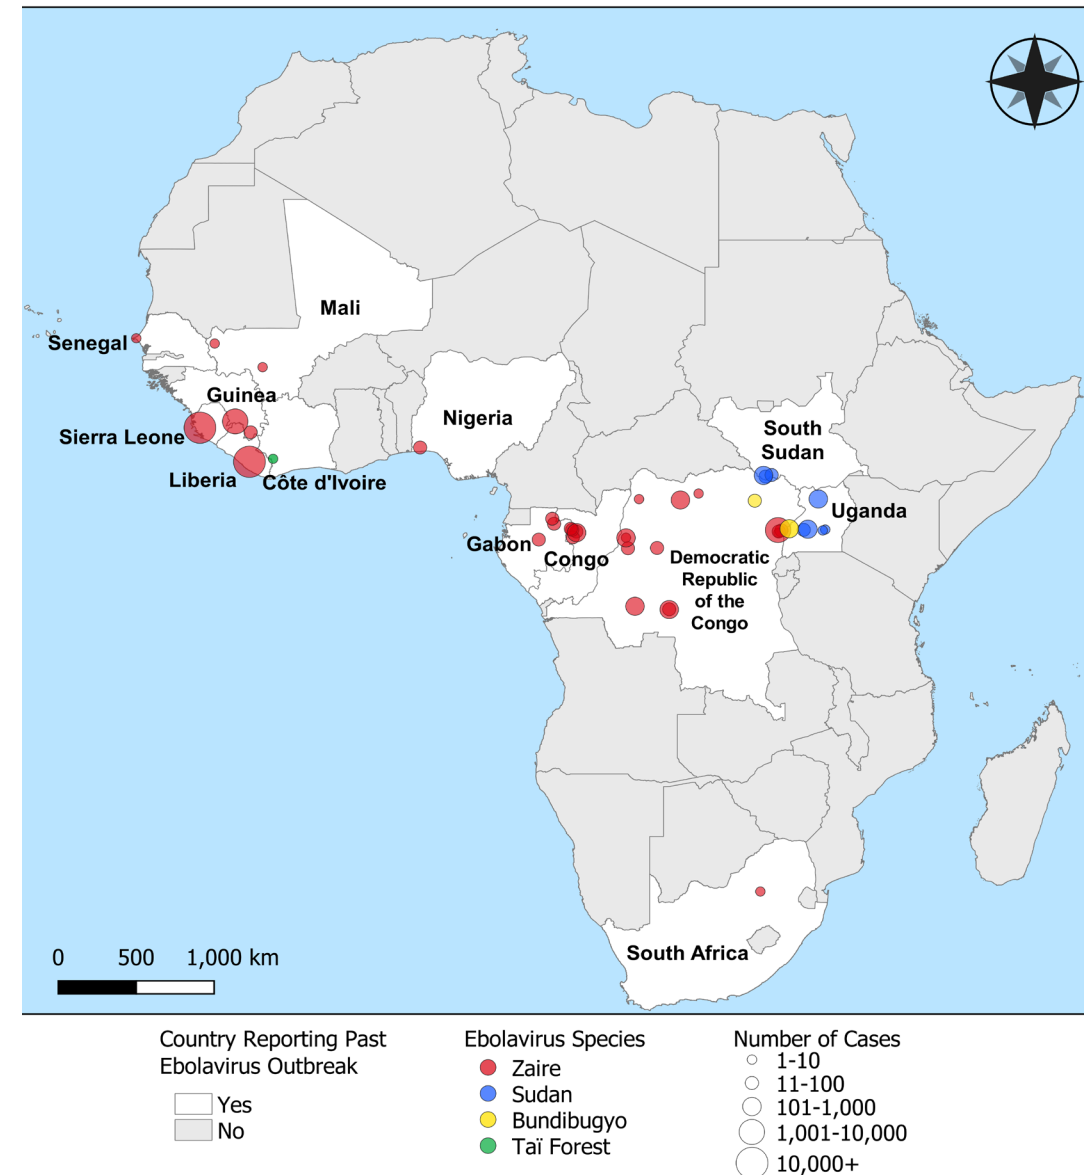 Mali
Senegal
Guinea
Nigeria
Sierra Leone
South
Sudan
Liberia
Côte d'Ivoire
Uganda
Gabon
Congo
Democratic
Republic
of the
Congo
South Africa
0 500 1,000 km
Country Reporting Past
Ebolavirus Outbreak
Yes
No
Ebolavirus Species
Zaire
Sudan
Bundibugyo
Taï Forest
Number of Cases
1-10
11-100
101-1,000
1,001-10,000
10,000+